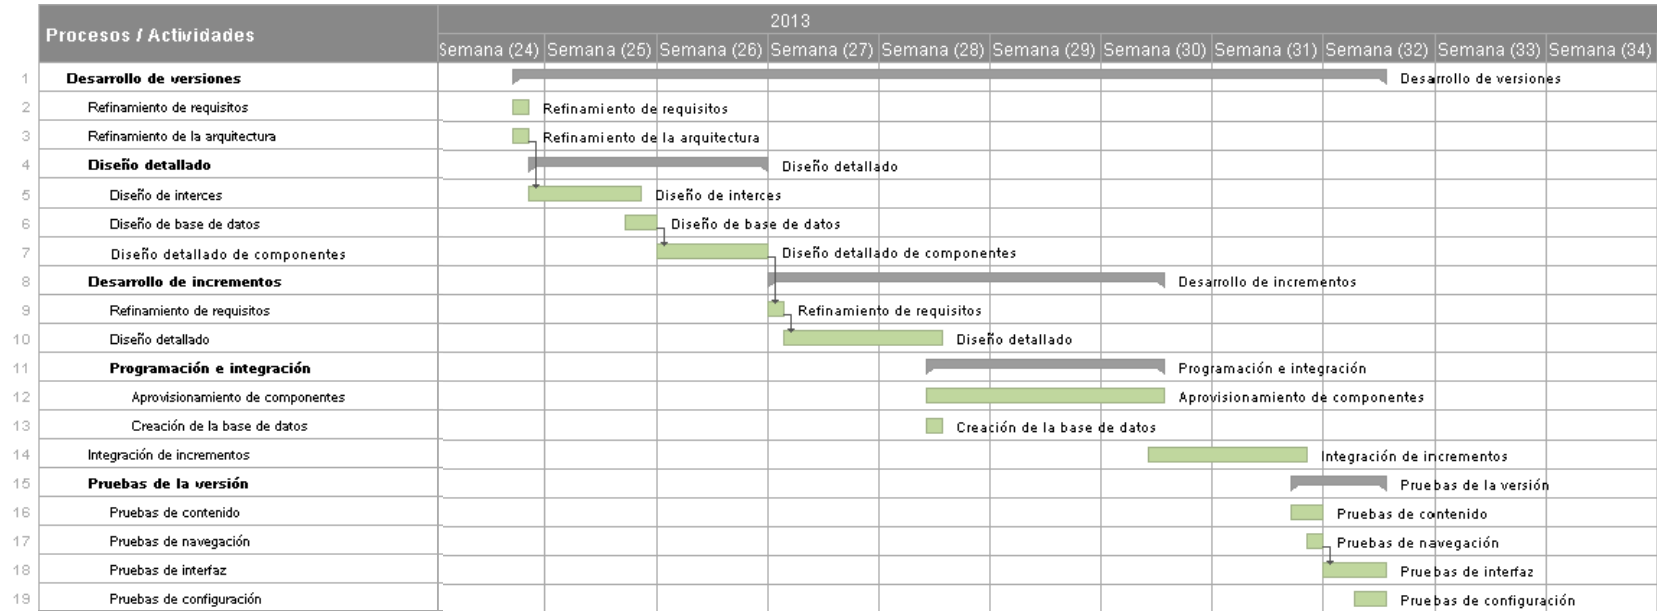 2013
Procesos / Actividades
Semana (24) Semana (25) Semana (26) Semana (27) Semana (28) Semana (29) Semana (30) Semana (31) Semana (32) Semana (33) Semana (34)
1 Desarrollo de versiones Desarrollo de versiones
2 Refinamiento de requisitos Refinamiento de requisitos
3 Refinamiento de la arquitectura Refinamiento de la arquitectura
4 Diseño detallado Diseño detallado
5 Diseño de interces Diseño de interces
6 Diseño de base de datos Diseño de base de datos
7 Diseño detallado de componentes Diseño detallado de componentes
8 Desarrollo de incrementos Desarrollo de incrementos
9 Refinamiento de requisitos Refinamiento de requisitos
10 Diseño detallado Diseño detallado
11 Programación e integración Programación e integración
12 Aprovisionamiento de componentes Aprovisionamiento de componentes
13 Creación de la base de datos Creación de la base de datos
14 Integración de incrementos Integración de incrementos
15 Pruebas de la versión Pruebas de la versión
16 Pruebas de contenido Pruebas de contenido
17 Pruebas de navegación Pruebas de navegación
18 Pruebas de interfaz Pruebas de interfaz
19 Pruebas de configuración Pruebas de configuración